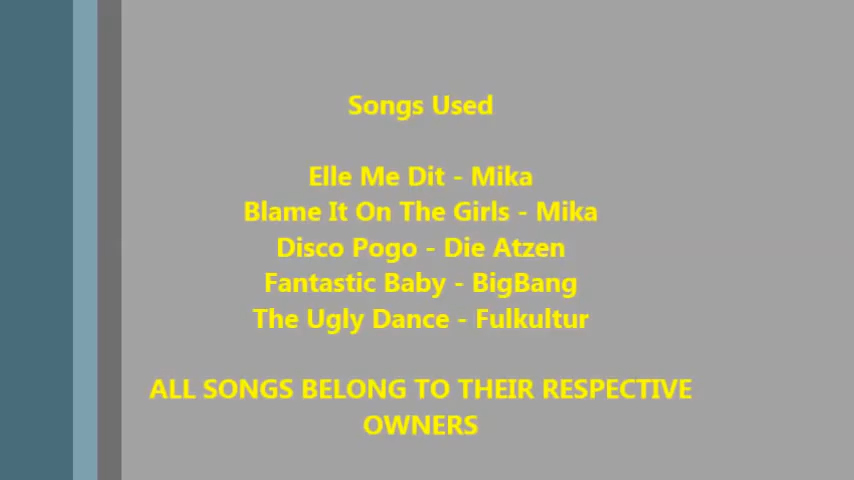 Songs Used
Elle Me Dit - Mika
Blame It On The Girls - Mika
Disco Pogo - Die Atzen
Fantastic Baby - BigBang
The Ugly Dance - Fulkultur
ALL SONGS BELONG TO THEIR RESPECTIVE
OWNERS